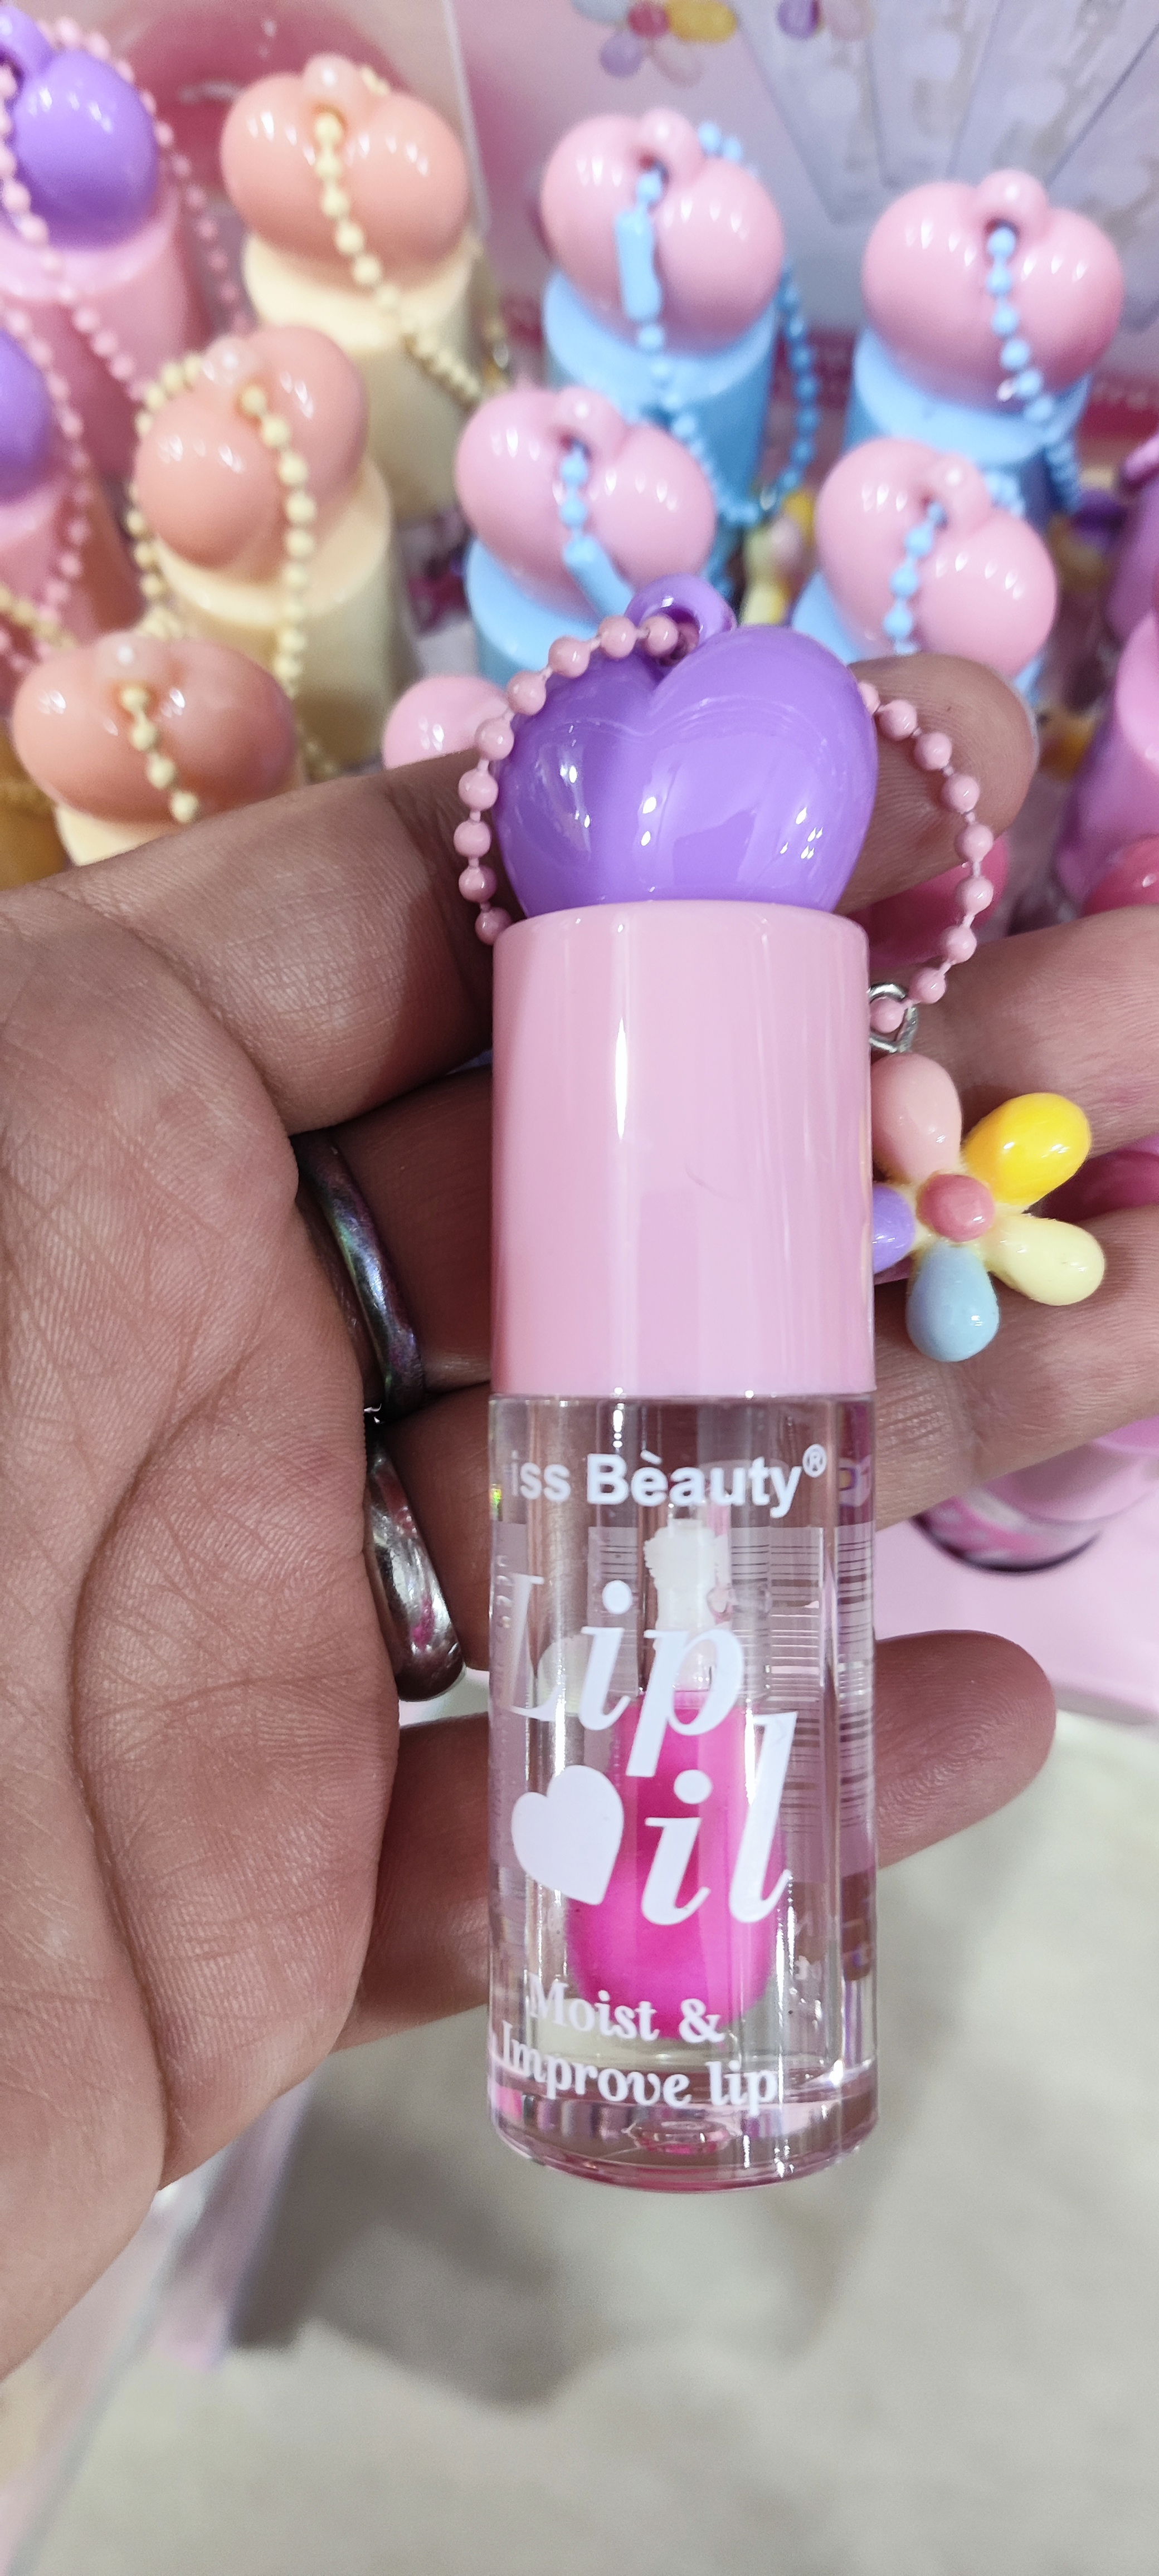 iss Bèauty®
Lip
il
Moist &
Improve lip